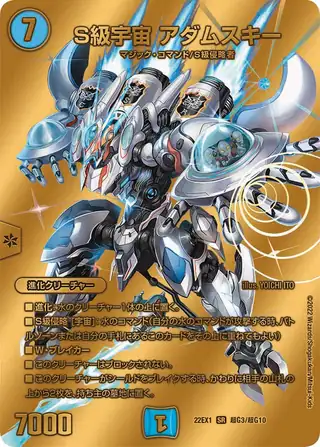 7
S級宇宙 アダムスキー
マジック・コマンド/S級侵略者
illus. YOICHI ITO
進化クリーチャー
■進化-水のクリーチャー1体の上に置く。
■S級侵略[宇宙]-水のコマンド(自分の水のコマンドが攻撃する時、バト
ルゾーンまたは自分の手札にあるこのカードをその上に重ねてもよい)
■W・ブレイカー
■このクリーチャーはブロックされない。
■このクリーチャーがシールドをブレイクする時、かわりに相手の山札
の上から2枚を、持ち主の墓地に置く。
7000
22EX1 SR 超G3/超G10